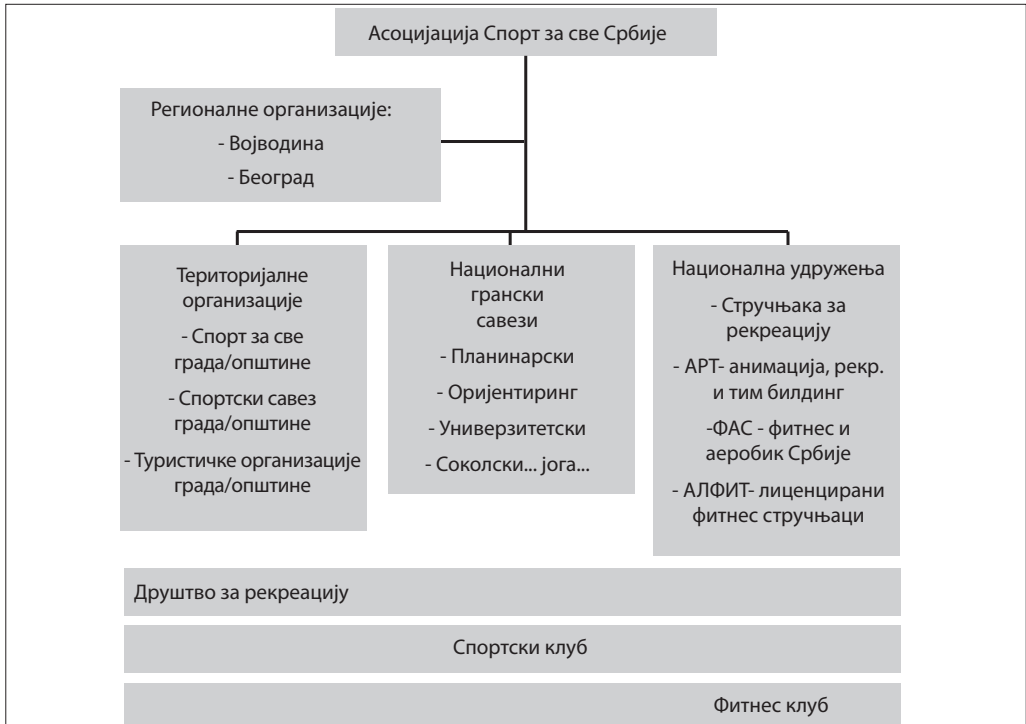 Асоцијација Спорт за све Србије
Регионалне организације:
- Војводина
- Београд
Територијалне
организације
- Спорт за све
града/општине
- Спортски савез
града/општине
- Туристичке организације
града/општине
Национални
грански
савези
- Планинарски
- Оријентиринг
- Универзитетски
- Соколски... јога...
Национална удружења
- Стручњака за
рекреацију
- АРТ- анимација, рекр.
и тим билдинг
-ФАС - фитнес и
аеробик Србије
- АЛФИТ- лиценцирани
фитнес стручњаци
Друштво за рекреацију
Спортски клуб
Фитнес клуб